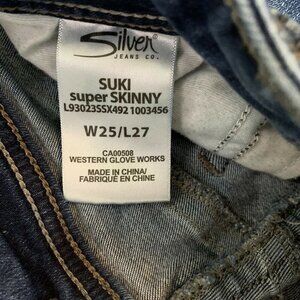 Silver
JEANS CO.
SUKI
super SKINNY
L93023SSX492 1003456
W25/L27
CA00508
WESTERN GLOVE WORKS
MADE IN CHINA/
FABRIQUÉ EN CHINE